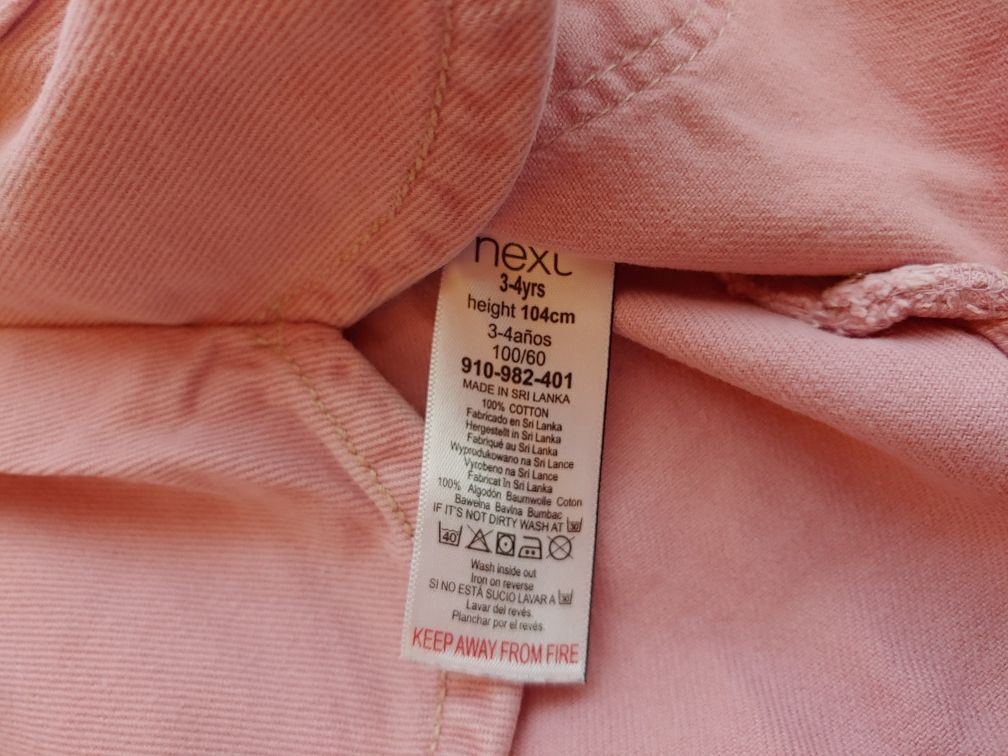 next
3-4yrs
height 104cm
3-4años
100/60
910-982-401
MADE IN SRI LANKA
100% COTTON
Fabricado en Sri Lanka
Hergestellt in Sri Lanka
Fabriqué au Sri Lanka
Wyprodukowano na Sri Lance
Vyrobeno na Sri Lance
Fabricat în Sri Lanka
100% Algodón Baumwolle Coton
Bawełna Bavlna Bumbac
IF IT'S NOT DIRTY WASH AT 30
40
Wash inside out
Iron on reverse
SI NO ESTÁ SUCIO LAVAR A 30
Lavar del revés.
Planchar por el revés.
KEEP AWAY FROM FIRE